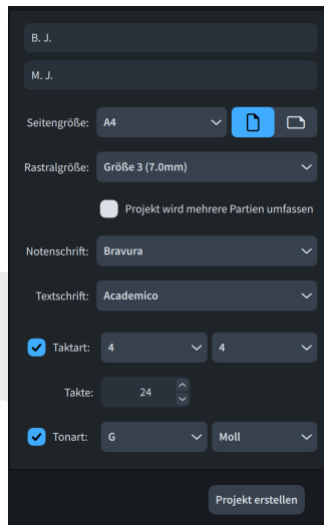 B. J.
M. J.
Seitengröße: A4
Rastralgröße: Größe 3 (7.0mm)
Projekt wird mehrere Partien umfassen
Notenschrift: Bravura
Textschrift: Academico
Taktart: 4 4
Takte: 24
Tonart: G Moll
Projekt erstellen